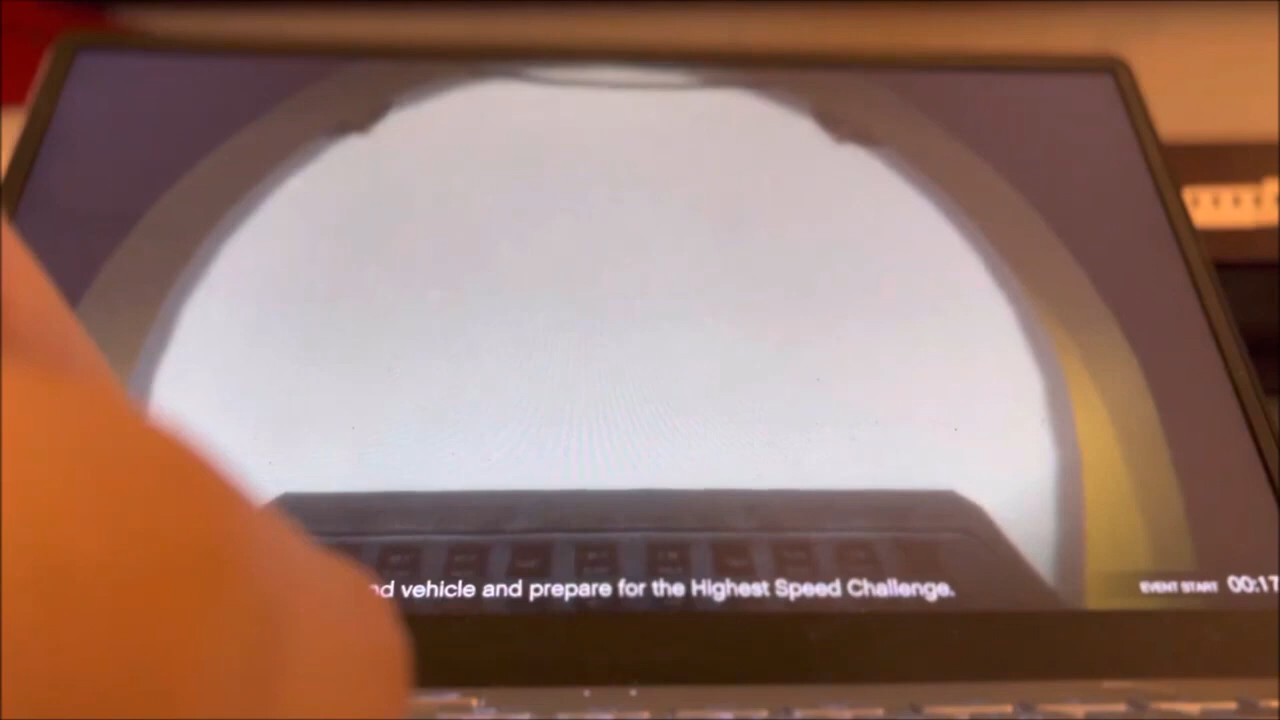 vehicle and prepare for the Highest Speed Challenge.
EVENT START 00:17